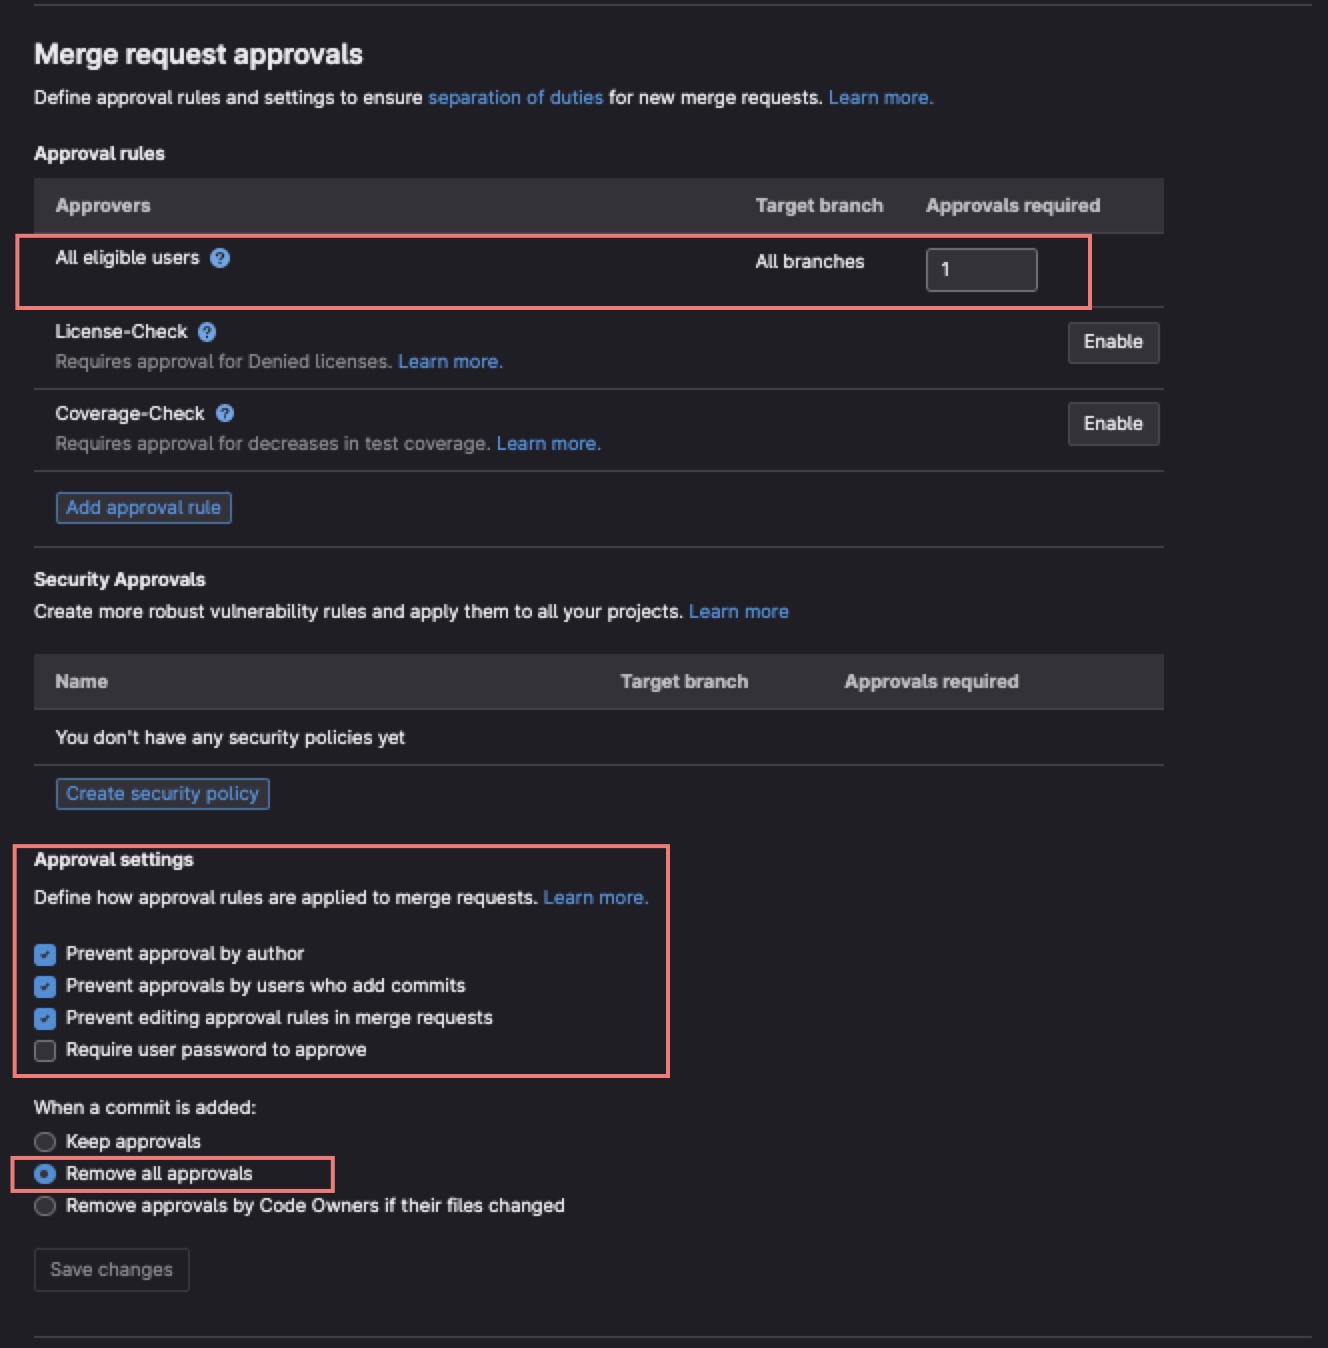 Merge request approvals
Define approval rules and settings to ensure separation of duties for new merge requests. Learn more.
Approval rules
Approvers Target branch Approvals required
All eligible users ? All branches 1
License-Check ?
Requires approval for Denied licenses. Learn more.
Enable
Coverage-Check ?
Requires approval for decreases in test coverage. Learn more.
Enable
Add approval rule
Security Approvals
Create more robust vulnerability rules and apply them to all your projects. Learn more
Name Target branch Approvals required
You don't have any security policies yet
Create security policy
Approval settings
Define how approval rules are applied to merge requests. Learn more.
Prevent approval by author
Prevent approvals by users who add commits
Prevent editing approval rules in merge requests
Require user password to approve
When a commit is added:
Keep approvals
Remove all approvals
Remove approvals by Code Owners if their files changed
Save changes